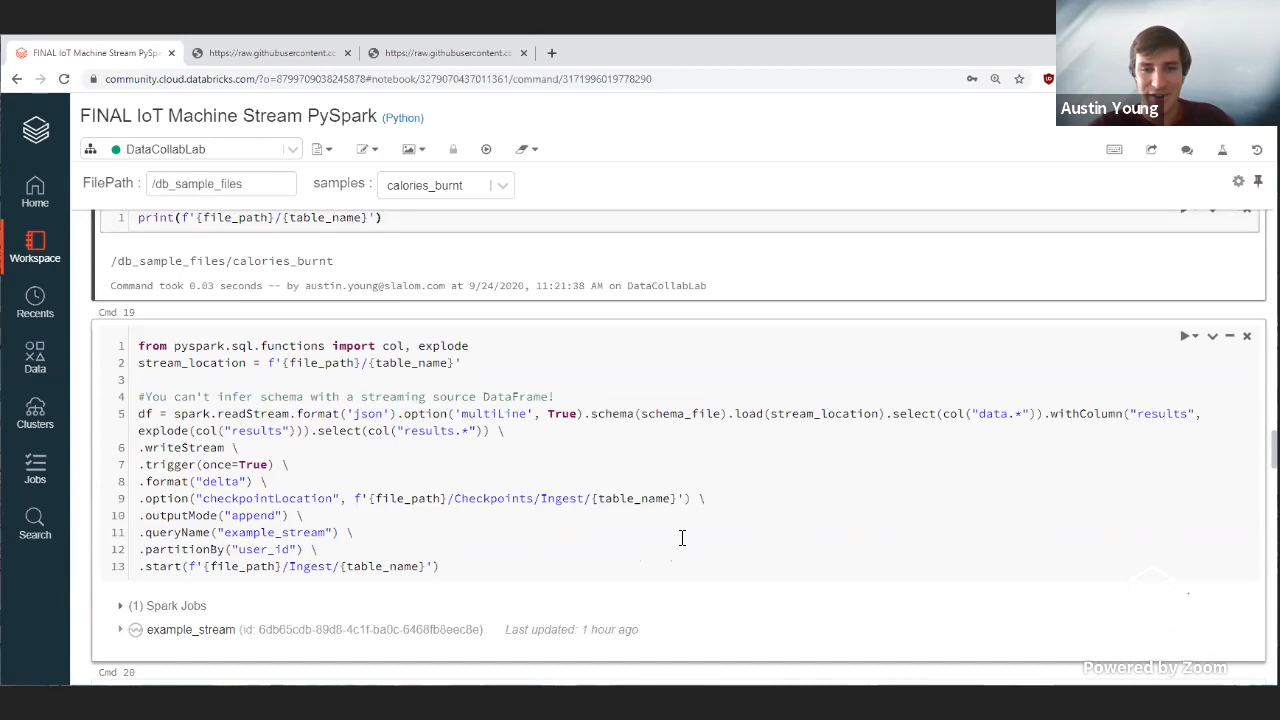 FINAL IoT Machine Stream PySp
https://raw.githubusercontent.cc
https://raw.githubusercontent.cc
community.cloud.databricks.com/?o=8799709038245878#notebook/3279070437011361/command/3171996019778290
Austin Young
FINAL IoT Machine Stream PySpark (Python)
DataCollabLab
FilePath : /db_sample_files samples : calories_burnt
Home
Workspace
Recents
Data
Clusters
Jobs
Search
1 print(f'{file_path}/{table_name}')
/db_sample_files/calories_burnt
Command took 0.03 seconds -- by austin.young@slalom.com at 9/24/2020, 11:21:38 AM on DataCollabLab
Cmd 19
1 from pyspark.sql.functions import col, explode
2 stream_location = f'{file_path}/{table_name}'
3
4 #You can't infer schema with a streaming source DataFrame!
5 df = spark.readStream.format('json').option('multiLine', True).schema(schema_file).load(stream_location).select(col("data.*")).withColumn("results",
explode(col("results"))).select(col("results.*")) \
6 .writeStream \
7 .trigger(once=True) \
8 .format("delta") \
9 .option("checkpointLocation", f'{file_path}/Checkpoints/Ingest/{table_name}') \
10 .outputMode("append") \
11 .queryName("example_stream") \
12 .partitionBy("user_id") \
13 .start(f'{file_path}/Ingest/{table_name}')
(1) Spark Jobs
example_stream (id: 6db65cdb-89d8-4c1f-ba0c-6468fb8eec8e) Last updated: 1 hour ago
Cmd 20
Powered by Zoom